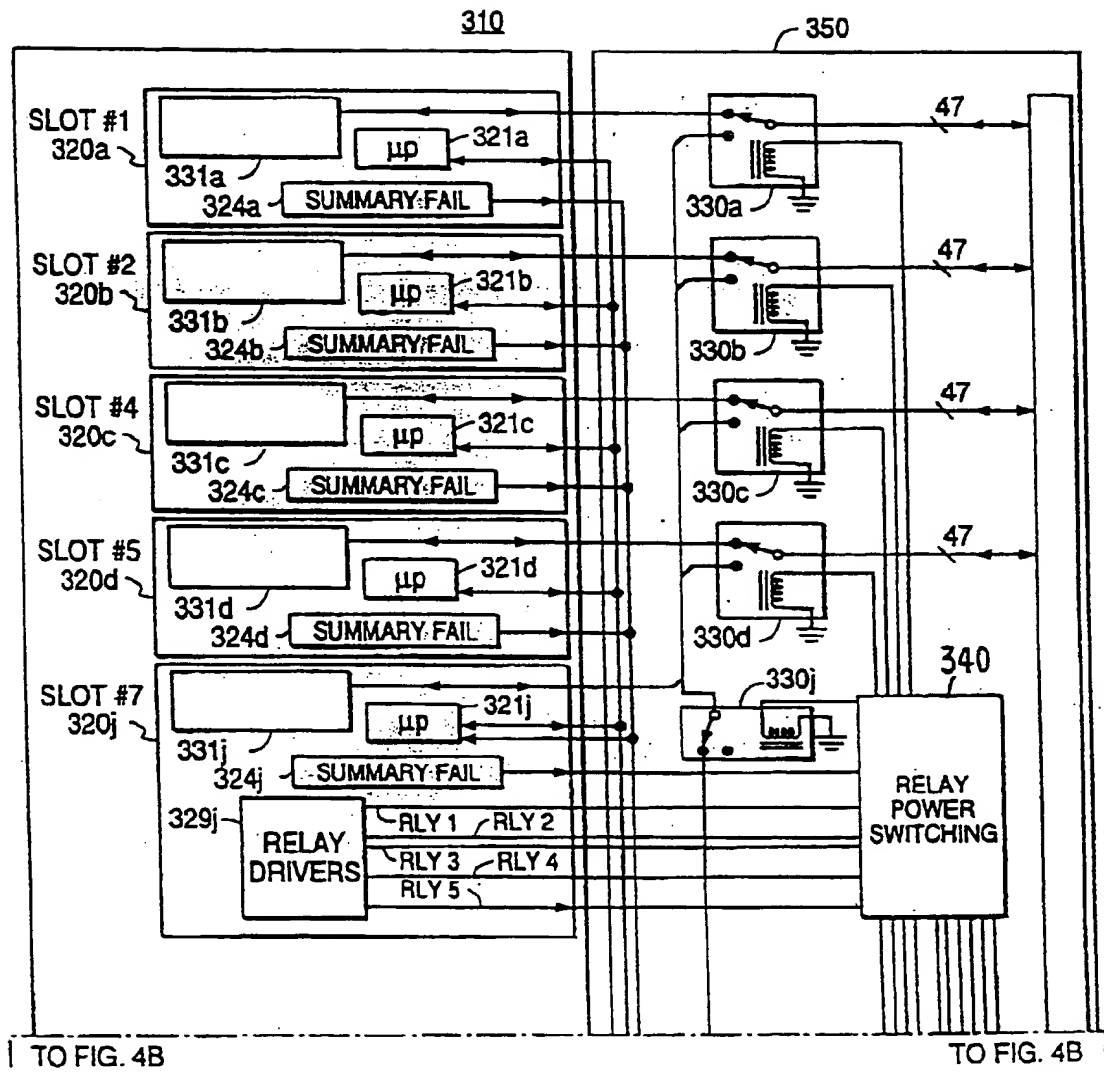 310
350
SLOT #1
320a
331a
µp
321a
324a
SUMMARY FAIL
330a
47
SLOT #2
320b
331b
µp
321b
324b
SUMMARY FAIL
330b
47
SLOT #4
320c
331c
µp
321c
324c
SUMMARY FAIL
330c
47
SLOT #5
320d
331d
µp
321d
324d
SUMMARY FAIL
330d
47
SLOT #7
320j
331j
µp
321j
324j
SUMMARY FAIL
330j
340
RELAY
POWER
SWITCHING
329j
RELAY
DRIVERS
RLY 1
RLY 2
RLY 3
RLY 4
RLY 5
TO FIG. 4B
TO FIG. 4B